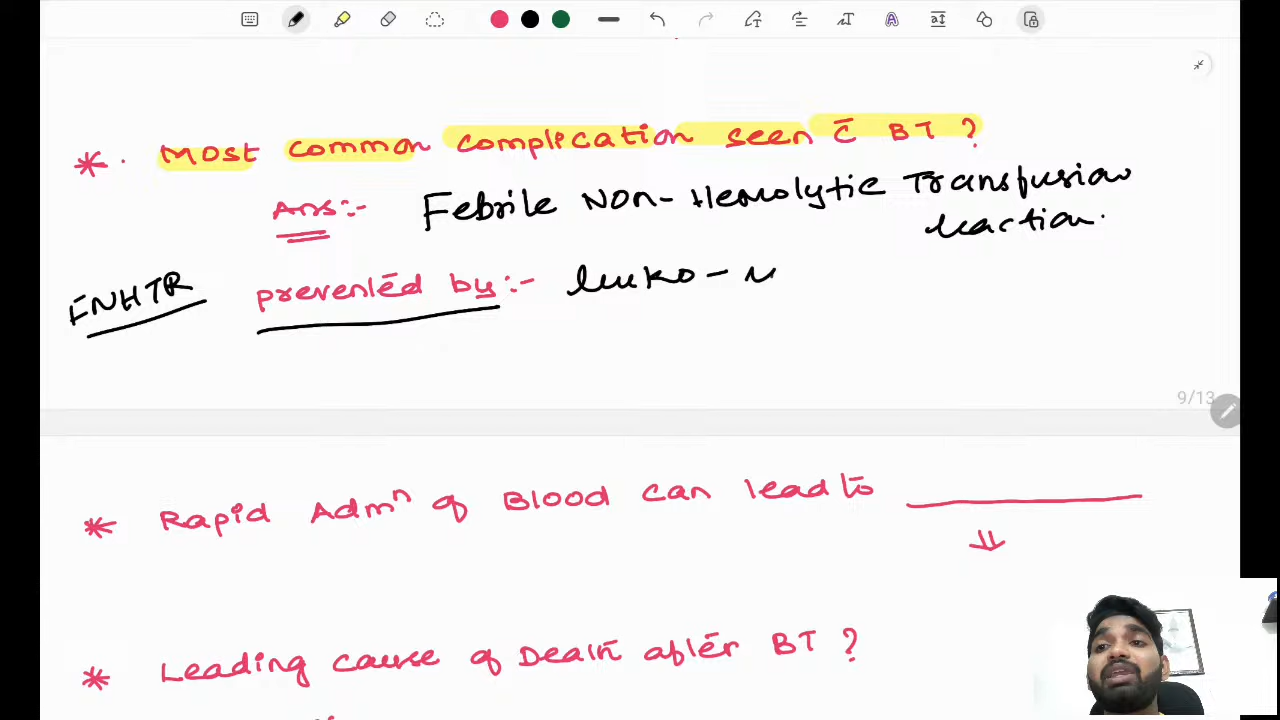 * . Most common complication seen c̄ BT ?
Ans :- Febrile Non-Hemolytic Transfusion
reaction.
FNHTR prevented by :- leuko-
9/13
* Rapid Admⁿ of Blood can lead to ______
* Leading cause of Death after BT ?